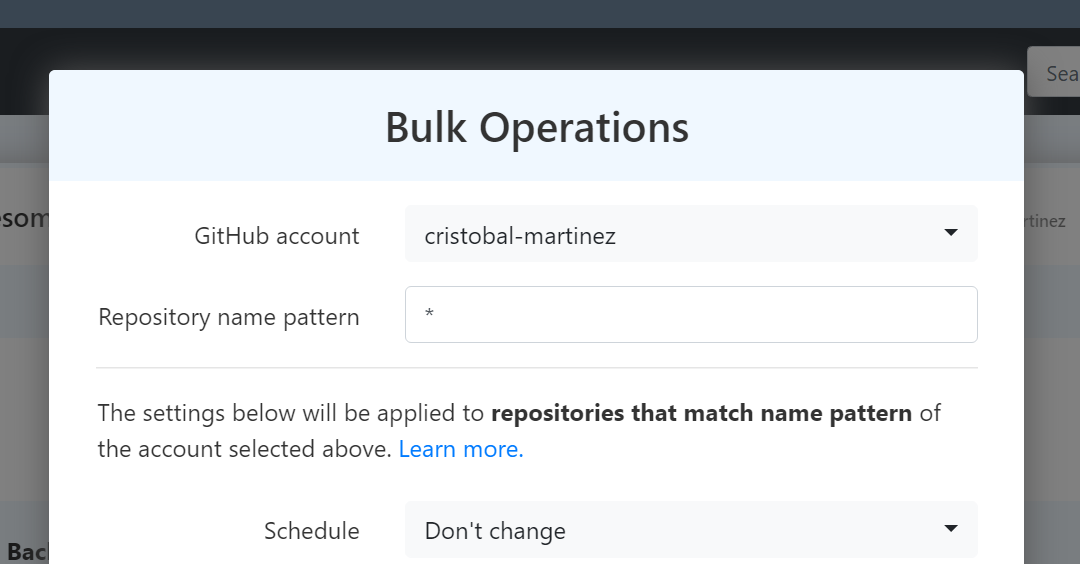 Sea
Bulk Operations
esom
GitHub account cristobal-martinez
rtinez
Repository name pattern *
The settings below will be applied to repositories that match name pattern of
the account selected above. Learn more.
Schedule Don't change
Bac